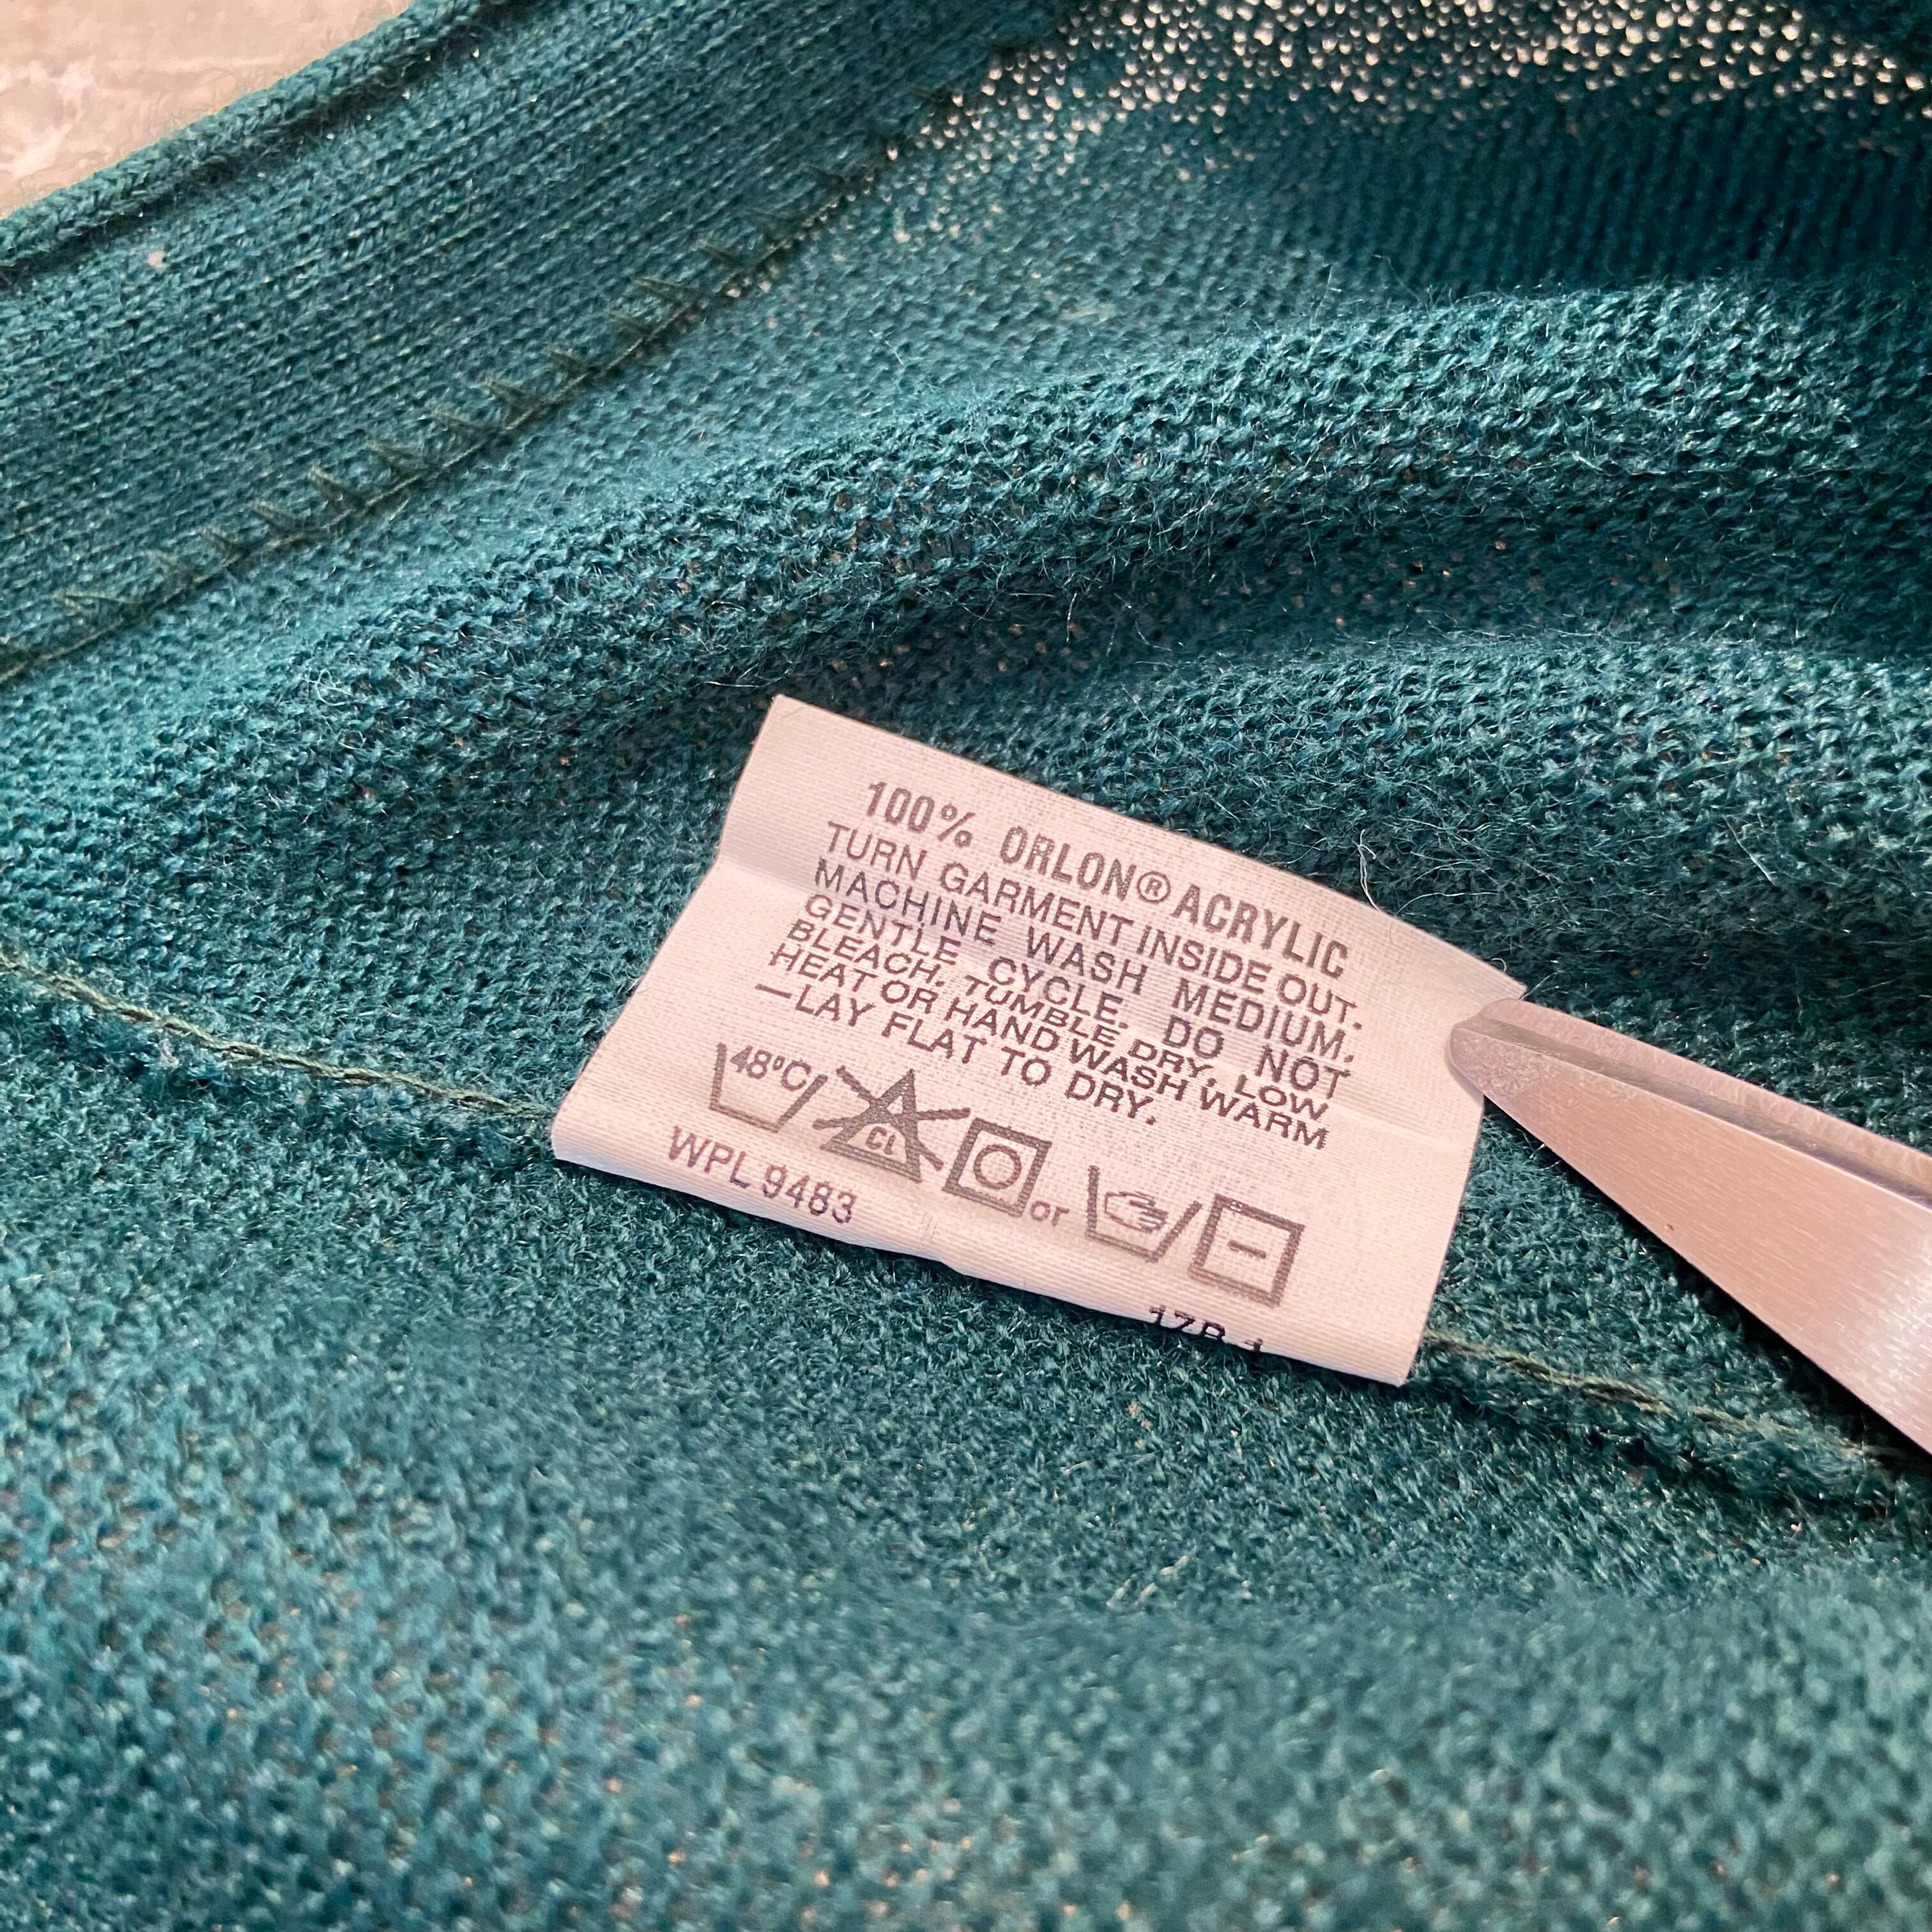 100% ORLON® ACRYLIC
TURN GARMENT INSIDE OUT.
MACHINE WASH MEDIUM.
GENTLE CYCLE. DO NOT
BLEACH. TUMBLE DRY. LOW
HEAT OR HAND WASH WARM
—LAY FLAT TO DRY.
48°C CL or
WPL 9483